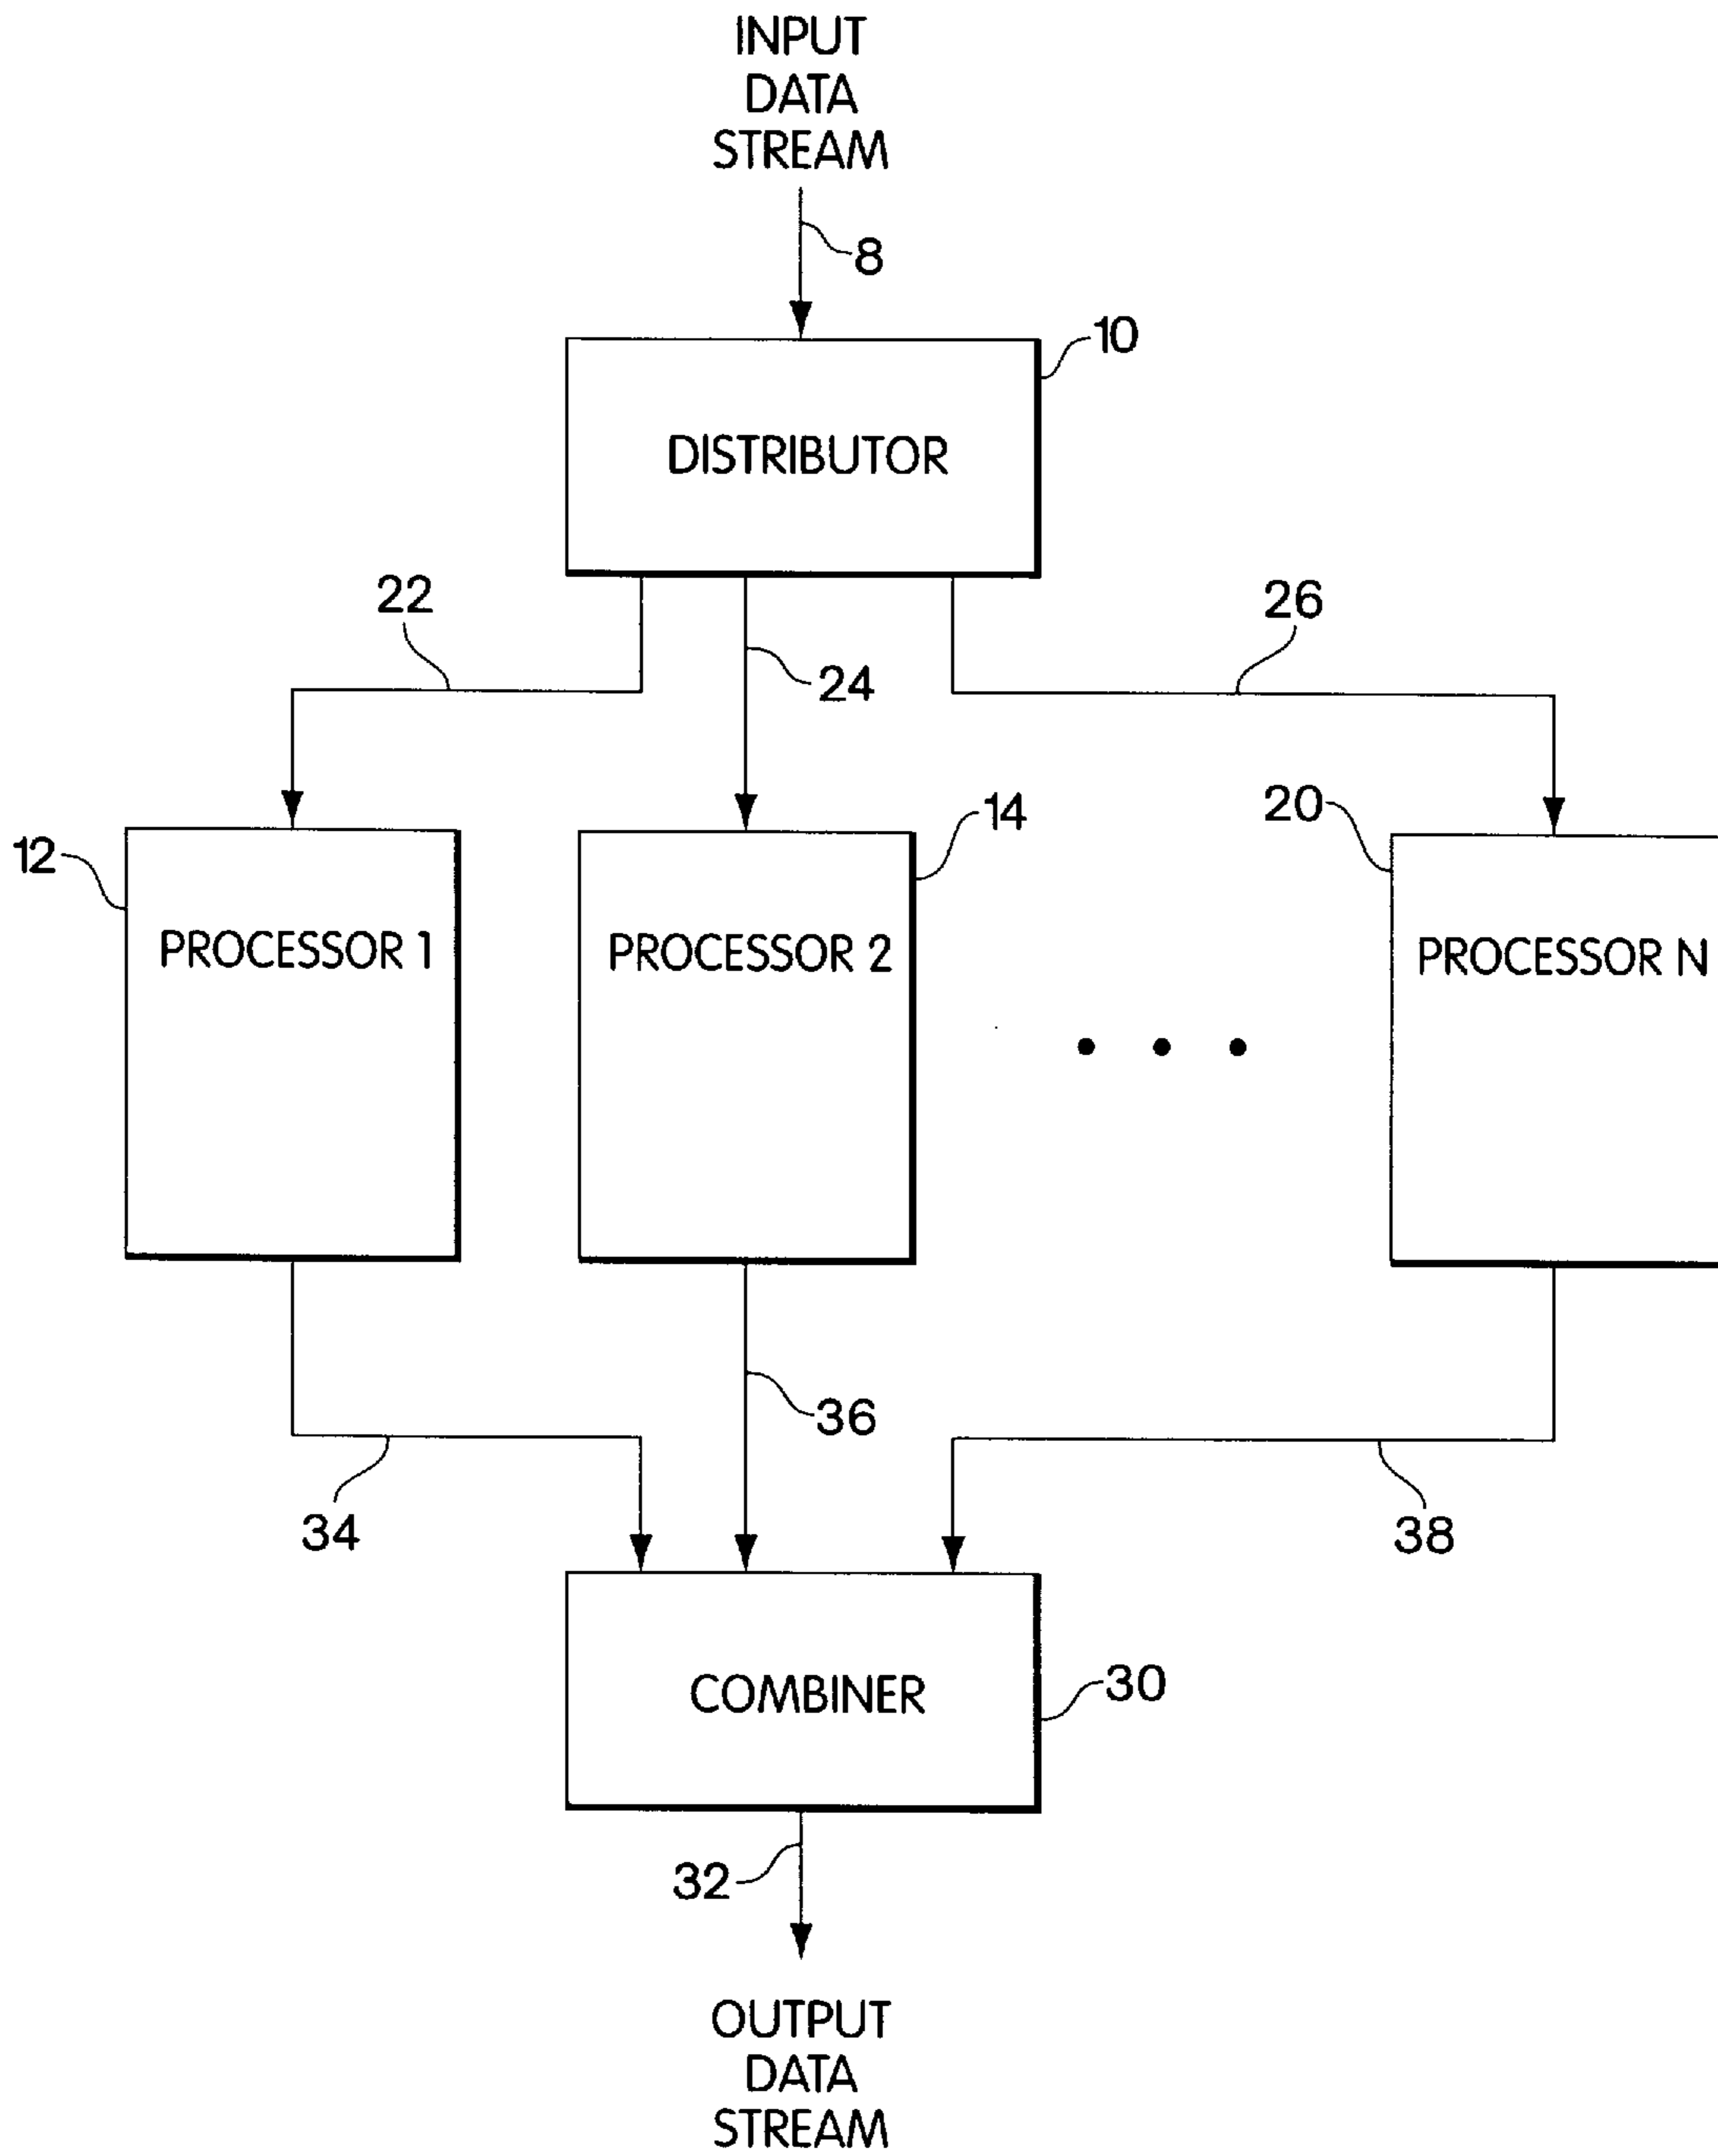 INPUT
DATA
STREAM
8
10
DISTRIBUTOR
22
24
26
12
14
20
PROCESSOR 1
PROCESSOR 2
PROCESSOR N
34
36
38
COMBINER
30
32
OUTPUT
DATA
STREAM